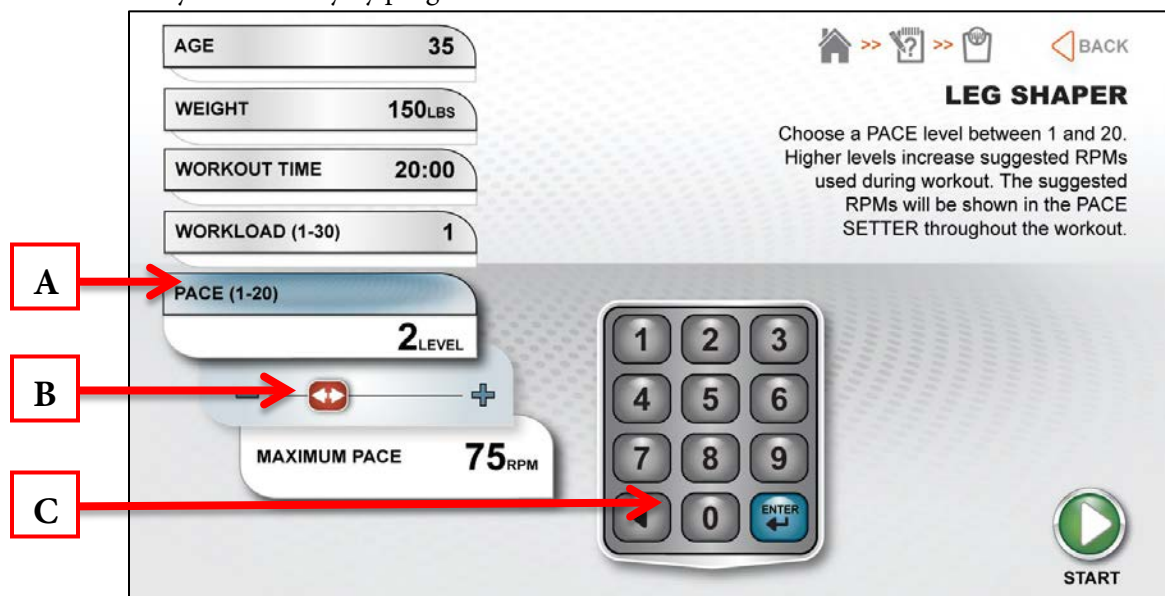 AGE 35
>> >> BACK
WEIGHT 150LBS
LEG SHAPER
Choose a PACE level between 1 and 20.
Higher levels increase suggested RPMs
used during workout. The suggested
RPMs will be shown in the PACE
SETTER throughout the workout.
WORKOUT TIME 20:00
WORKLOAD (1-30) 1
A
PACE (1-20)
2LEVEL
B
- +
MAXIMUM PACE 75RPM
C
1 2 3
4 5 6
7 8 9
0 ENTER
START